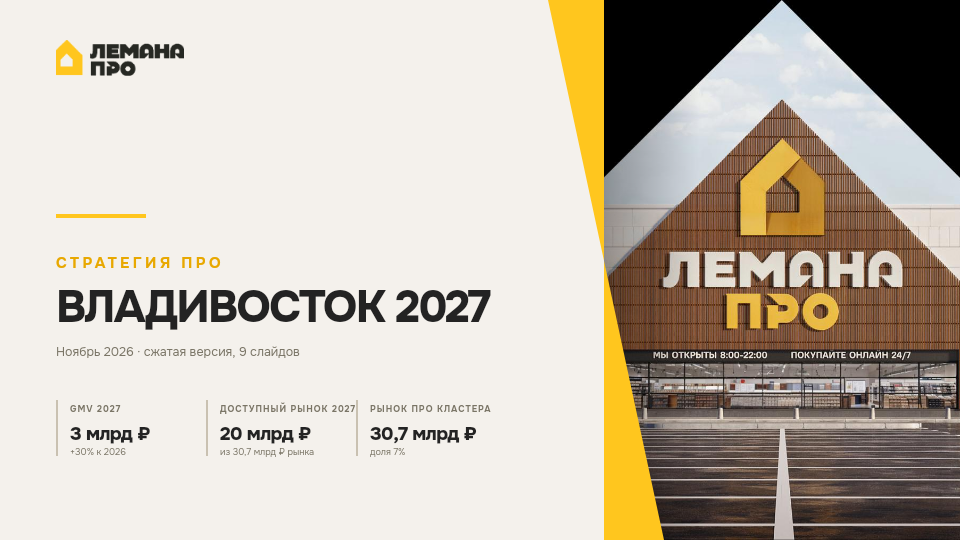 ЛЕМАНА
ПРО
СТРАТЕГИЯ ПРО
ВЛАДИВОСТОК 2027
Ноябрь 2026 · сжатая версия, 9 слайдов
GMV 2027
3 млрд ₽
+30% к 2026
ДОСТУПНЫЙ РЫНОК 2027
20 млрд ₽
из 30,7 млрд ₽ рынка
РЫНОК ПРО КЛАСТЕРА
30,7 млрд ₽
доля 7%
ЛЕМАНА
ПРО
МЫ ОТКРЫТЫ 8:00-22:00 ПОКУПАЙТЕ ОНЛАЙН 24/7